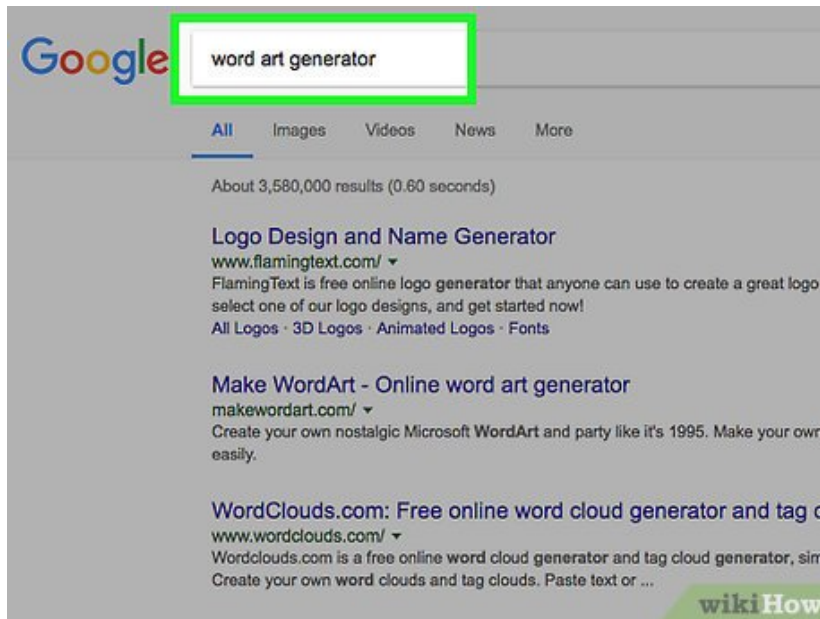 Google
word art generator
All Images Videos News More
About 3,580,000 results (0.60 seconds)
Logo Design and Name Generator
www.flamingtext.com/
FlamingText is free online logo generator that anyone can use to create a great logo
select one of our logo designs, and get started now!
All Logos · 3D Logos · Animated Logos · Fonts
Make WordArt - Online word art generator
makewordart.com/
Create your own nostalgic Microsoft WordArt and party like it's 1995. Make your own
easily.
WordClouds.com: Free online word cloud generator and tag
www.wordclouds.com/
Wordclouds.com is a free online word cloud generator and tag cloud generator,
Create your own word clouds and tag clouds. Paste text or ...
wikiHow